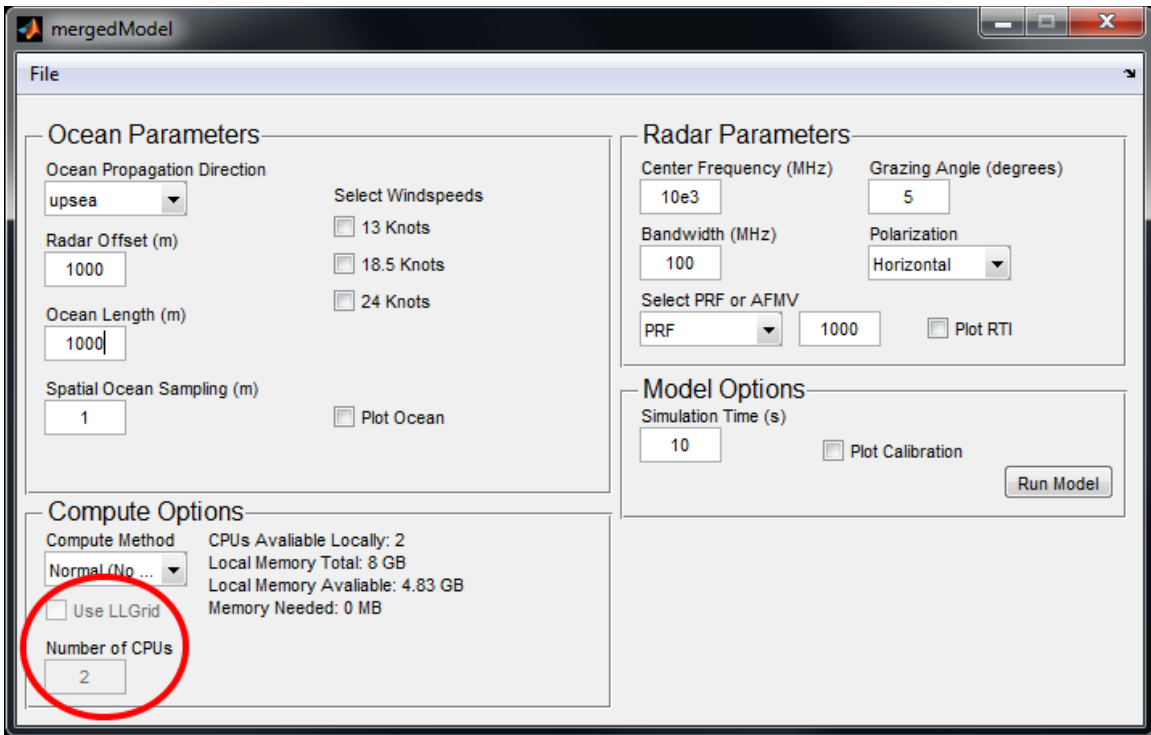 mergedModel
File
Ocean Parameters
Ocean Propagation Direction
upsea
Radar Offset (m)
1000
Ocean Length (m)
1000
Spatial Ocean Sampling (m)
1
Select Windspeeds
13 Knots
18.5 Knots
24 Knots
Plot Ocean
Compute Options
Compute Method
Normal (No ...
Use LLGrid
Number of CPUs
2
CPUs Avaliable Locally: 2
Local Memory Total: 8 GB
Local Memory Avaliable: 4.83 GB
Memory Needed: 0 MB
Radar Parameters
Center Frequency (MHz)
10e3
Grazing Angle (degrees)
5
Bandwidth (MHz)
100
Polarization
Horizontal
Select PRF or AFMV
PRF
1000
Plot RTI
Model Options
Simulation Time (s)
10
Plot Calibration
Run Model